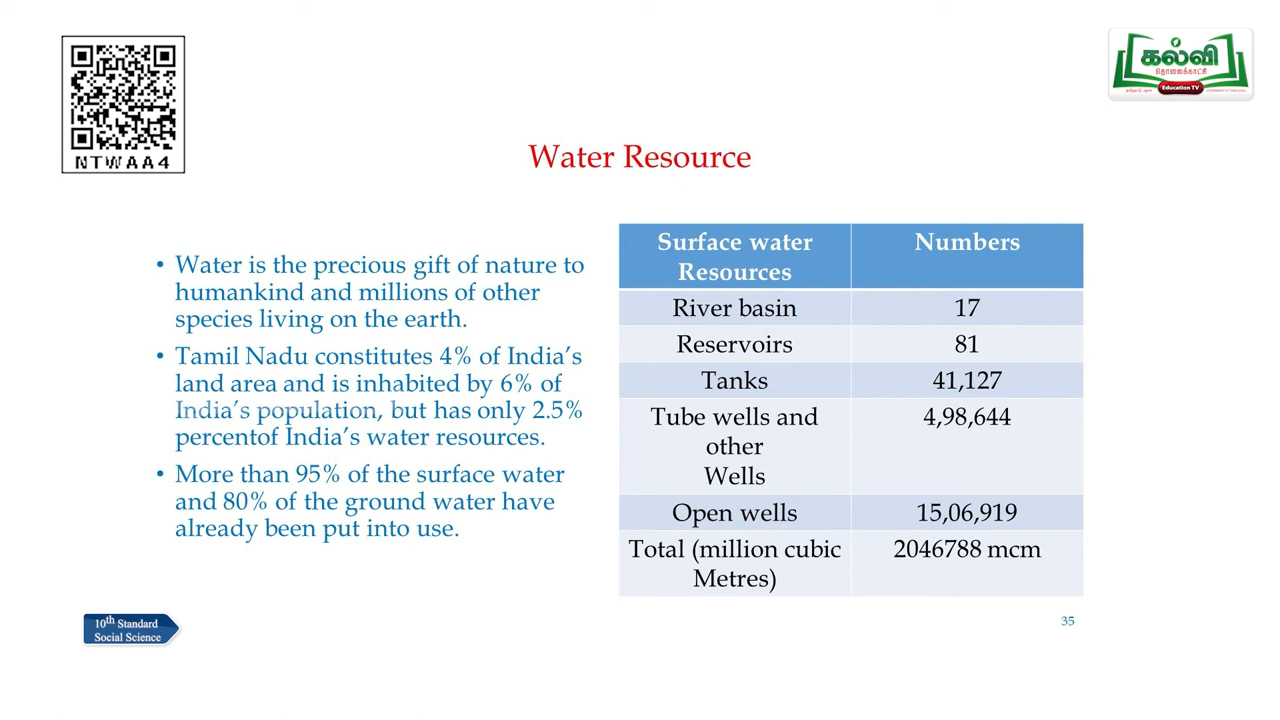 NTWAA4
கல்வி
தொலைக்காட்சி
Education TV
Water Resource
• Water is the precious gift of nature to
humankind and millions of other
species living on the earth.
• Tamil Nadu constitutes 4% of India’s
land area and is inhabited by 6% of
India’s population, but has only 2.5%
percentof India’s water resources.
• More than 95% of the surface water
and 80% of the ground water have
already been put into use.
Surface water Numbers
Resources
River basin 17
Reservoirs 81
Tanks 41,127
Tube wells and 4,98,644
other
Wells
Open wells 15,06,919
Total (million cubic 2046788 mcm
Metres)
10th Standard
Social Science
35